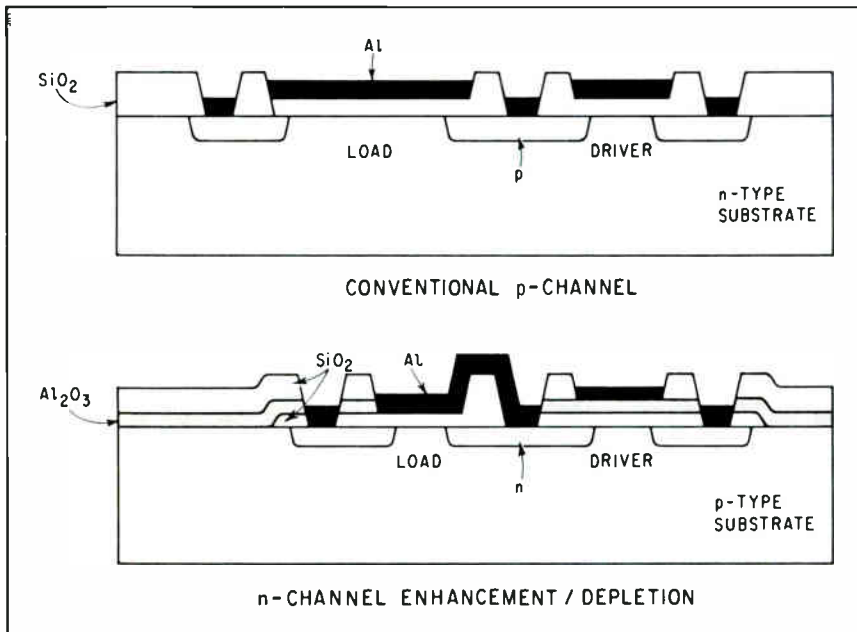 Al
SiO2
LOAD
p
DRIVER
n-TYPE
SUBSTRATE
CONVENTIONAL p-CHANNEL
SiO2
Al
Al2O3
LOAD
n
DRIVER
p-TYPE
SUBSTRATE
n-CHANNEL ENHANCEMENT / DEPLETION